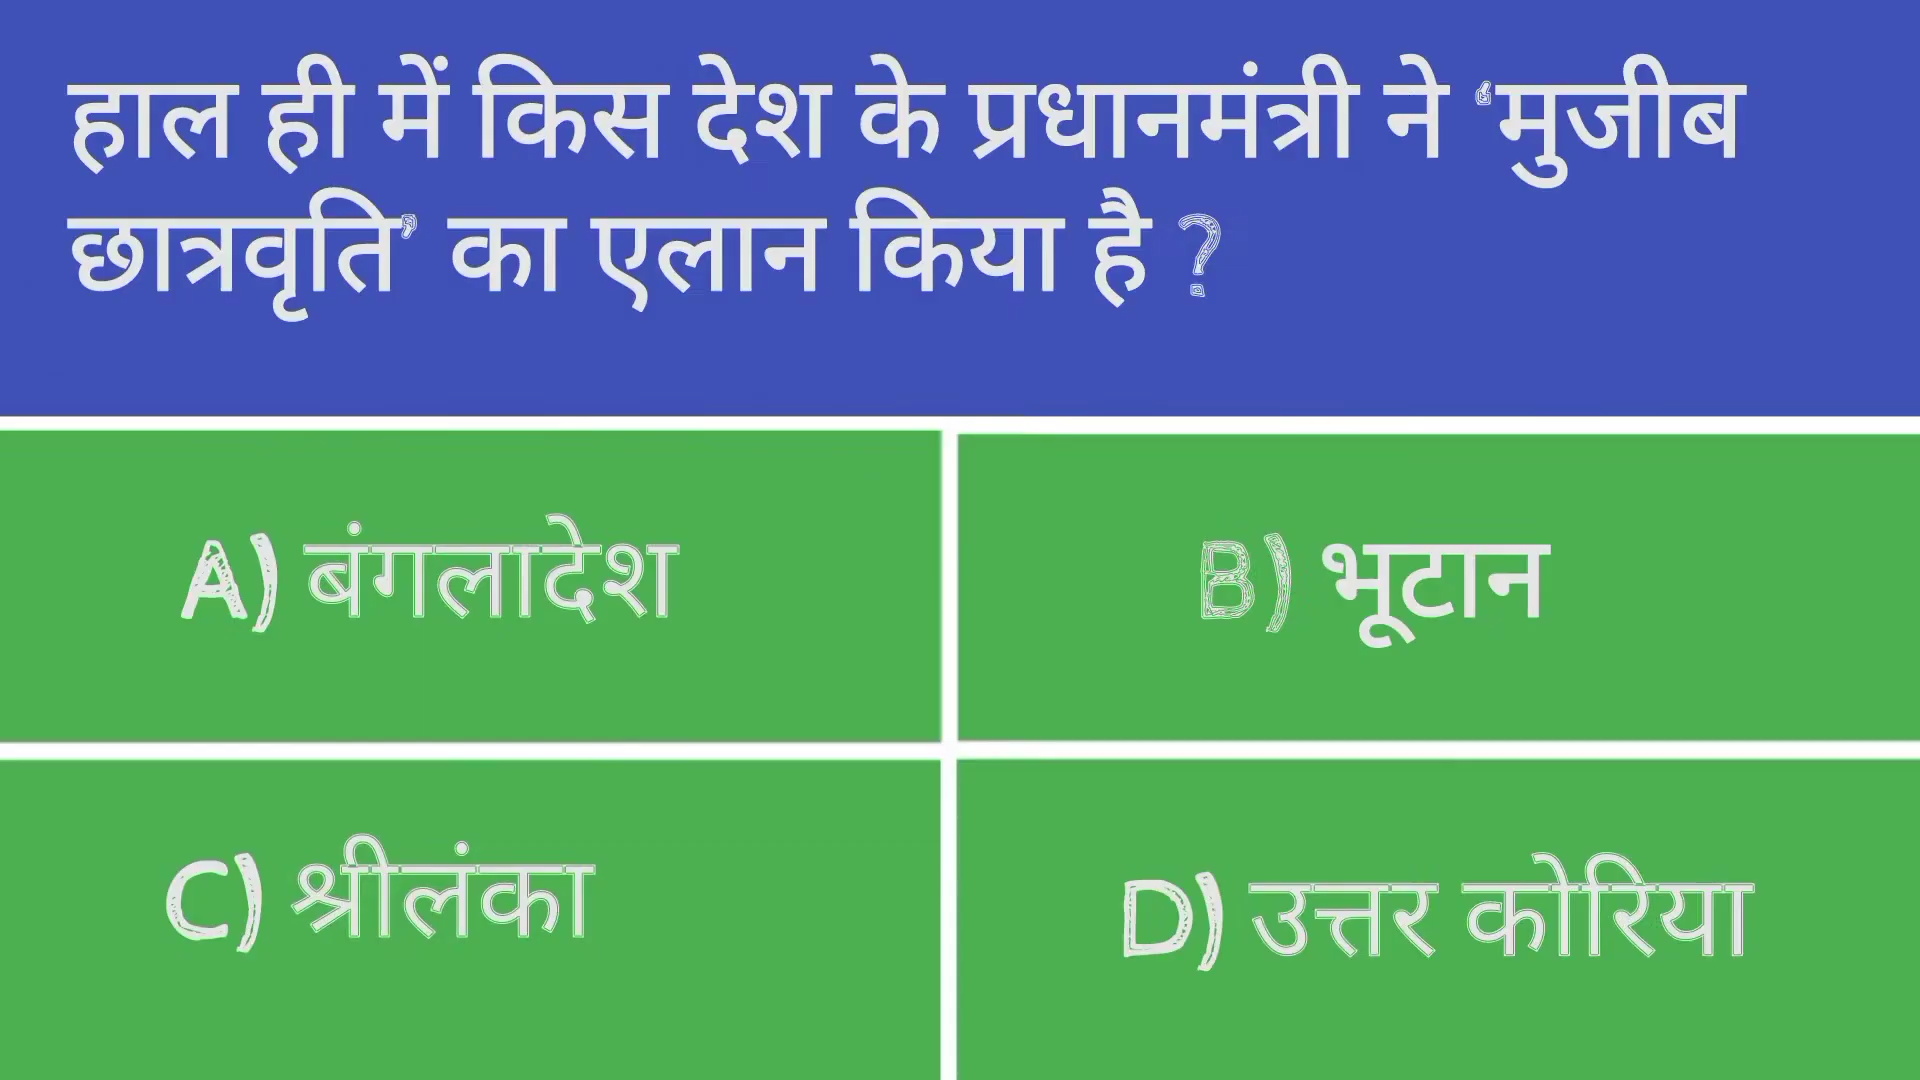 हाल ही में किस देश के प्रधानमंत्री ने ‘मुजीब
छात्रवृति’ का एलान किया है ?
A) बंगलादेश
B) भूटान
C) श्रीलंका
D) उत्तर कोरिया